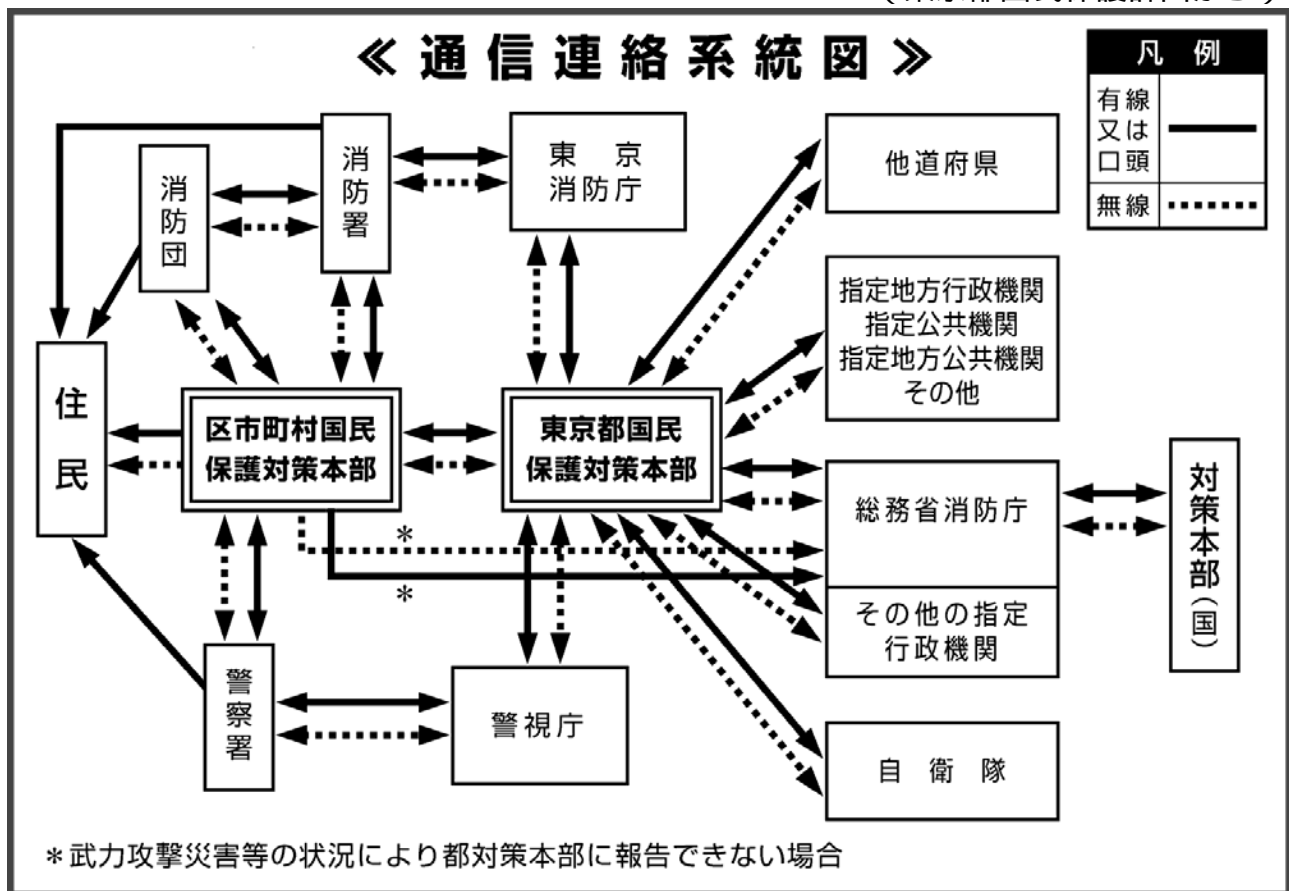 ≪通信連絡系統図≫
凡例
有線
又は
口頭
無線
消防団
消防署
東京
消防庁
他道府県
指定地方行政機関
指定公共機関
指定地方公共機関
その他
住民
区市町村国民
保護対策本部
東京都国民
保護対策本部
総務省消防庁
対策本部(国)
*
*
その他の指定
行政機関
警察署
警視庁
自衛隊
*武力攻撃災害等の状況により都対策本部に報告できない場合